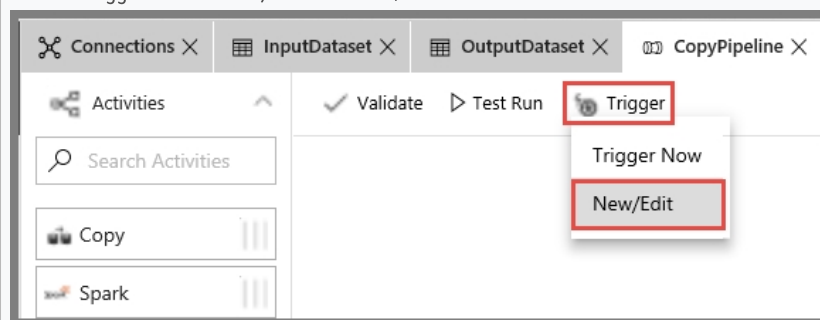 Connections InputDataset OutputDataset CopyPipeline
Activities Validate Test Run Trigger
Search Activities Trigger Now
New/Edit
Copy
Spark